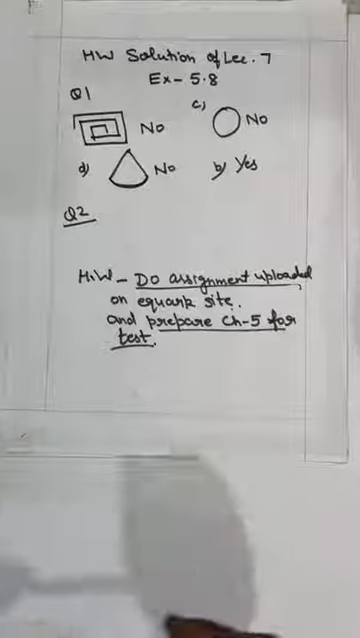 HW Solution of Lec. 7
Ex - 5.8
Q1
No
c) No
d) No
b) Yes
Q2
H.W - Do assignment uploaded
on equark site.
and prepare Ch-5 for
test.